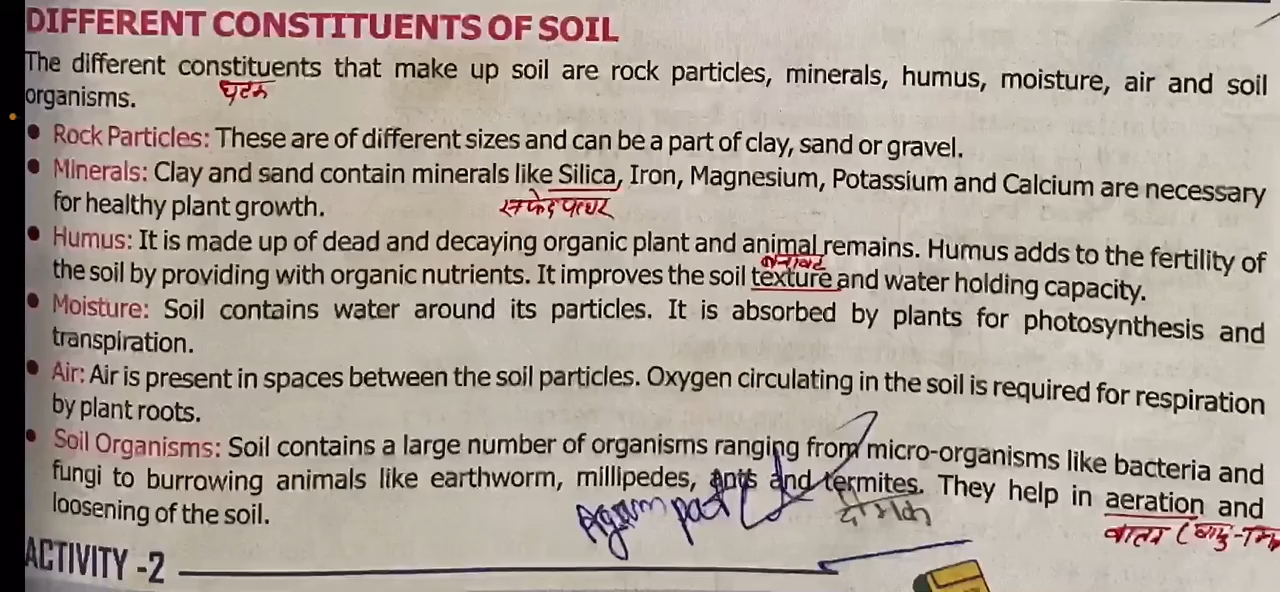 DIFFERENT CONSTITUENTS OF SOIL
The different constituents that make up soil are rock particles, minerals, humus, moisture, air and soil
घटक
organisms.
• Rock Particles: These are of different sizes and can be a part of clay, sand or gravel.
• Minerals: Clay and sand contain minerals like Silica, Iron, Magnesium, Potassium and Calcium are necessary
for healthy plant growth.
सफेद पत्थर
• Humus: It is made up of dead and decaying organic plant and animal remains. Humus adds to the fertility of
बनावट
the soil by providing with organic nutrients. It improves the soil texture and water holding capacity.
• Moisture: Soil contains water around its particles. It is absorbed by plants for photosynthesis and
transpiration.
• Air: Air is present in spaces between the soil particles. Oxygen circulating in the soil is required for respiration
by plant roots.
• Soil Organisms: Soil contains a large number of organisms ranging from micro-organisms like bacteria and
fungi to burrowing animals like earthworm, millipedes, ants and termites. They help in aeration and
loosening of the soil.
दीमक
ACTIVITY -2